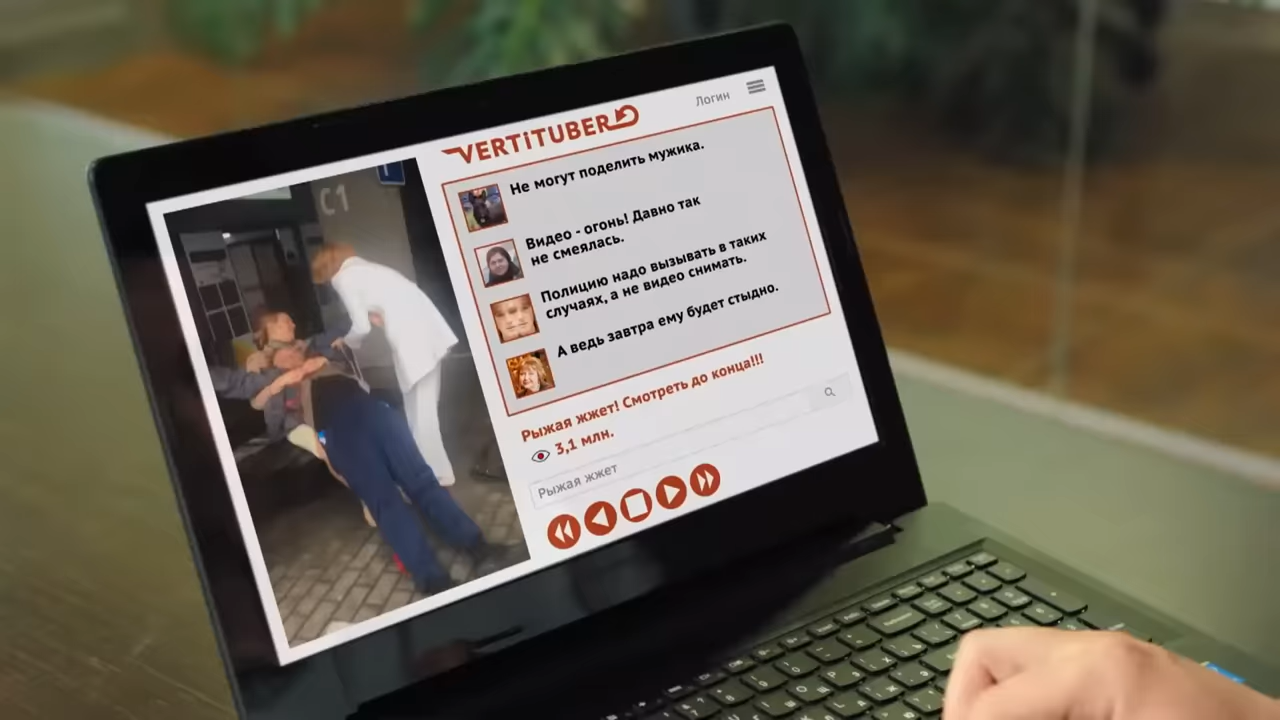 C1
VERTiTUBER
Логин
Не могут поделить мужика.
Видео - огонь! Давно так
не смеялась.
Полицию надо вызывать в таких
случаях, а не видео снимать.
А ведь завтра ему будет стыдно.
Рыжая жжет! Смотреть до конца!!!
3,1 млн.
Рыжая жжет